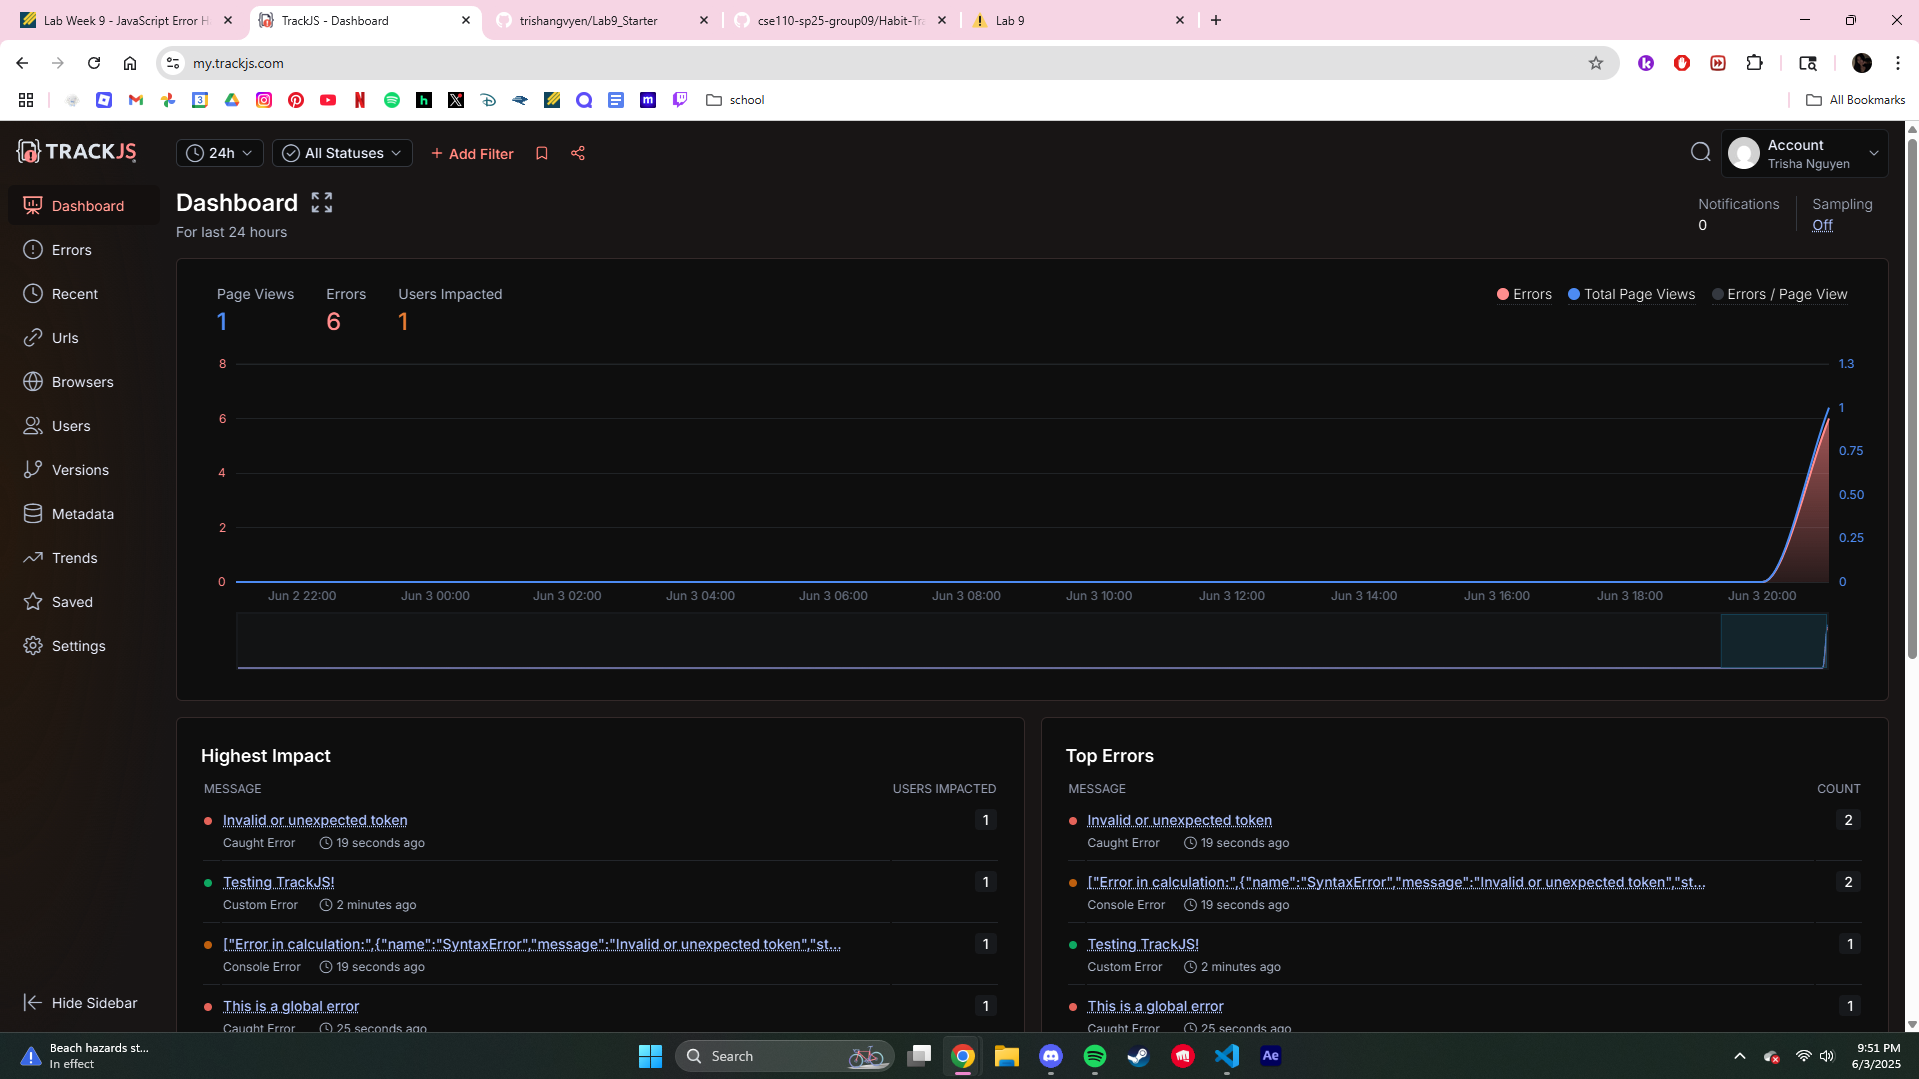 Lab Week 9 - JavaScript Error H
TrackJS - Dashboard
trishangvyen/Lab9_Starter
cse110-sp25-group09/Habit-Tra
Lab 9
my.trackjs.com
school
All Bookmarks
TRACKJS
24h
All Statuses
+ Add Filter
Account
Trisha Nguyen
Dashboard
Errors
Recent
Urls
Browsers
Users
Versions
Metadata
Trends
Saved
Settings
Hide Sidebar
Dashboard
For last 24 hours
Notifications
0
Sampling
Off
Page Views
1
Errors
6
Users Impacted
1
Errors
Total Page Views
Errors / Page View
8
6
4
2
0
1.3
1
0.75
0.50
0.25
0
Jun 2 22:00
Jun 3 00:00
Jun 3 02:00
Jun 3 04:00
Jun 3 06:00
Jun 3 08:00
Jun 3 10:00
Jun 3 12:00
Jun 3 14:00
Jun 3 16:00
Jun 3 18:00
Jun 3 20:00
Highest Impact
MESSAGE USERS IMPACTED
Invalid or unexpected token 1
Caught Error 19 seconds ago
Testing TrackJS! 1
Custom Error 2 minutes ago
["Error in calculation:",{"name":"SyntaxError","message":"Invalid or unexpected token","st... 1
Console Error 19 seconds ago
This is a global error 1
Caught Error 25 seconds ago
Top Errors
MESSAGE COUNT
Invalid or unexpected token 2
Caught Error 19 seconds ago
["Error in calculation:",{"name":"SyntaxError","message":"Invalid or unexpected token","st... 2
Console Error 19 seconds ago
Testing TrackJS! 1
Custom Error 2 minutes ago
This is a global error 1
Caught Error 25 seconds ago
Beach hazards st...
In effect
Search
Ae
9:51 PM
6/3/2025